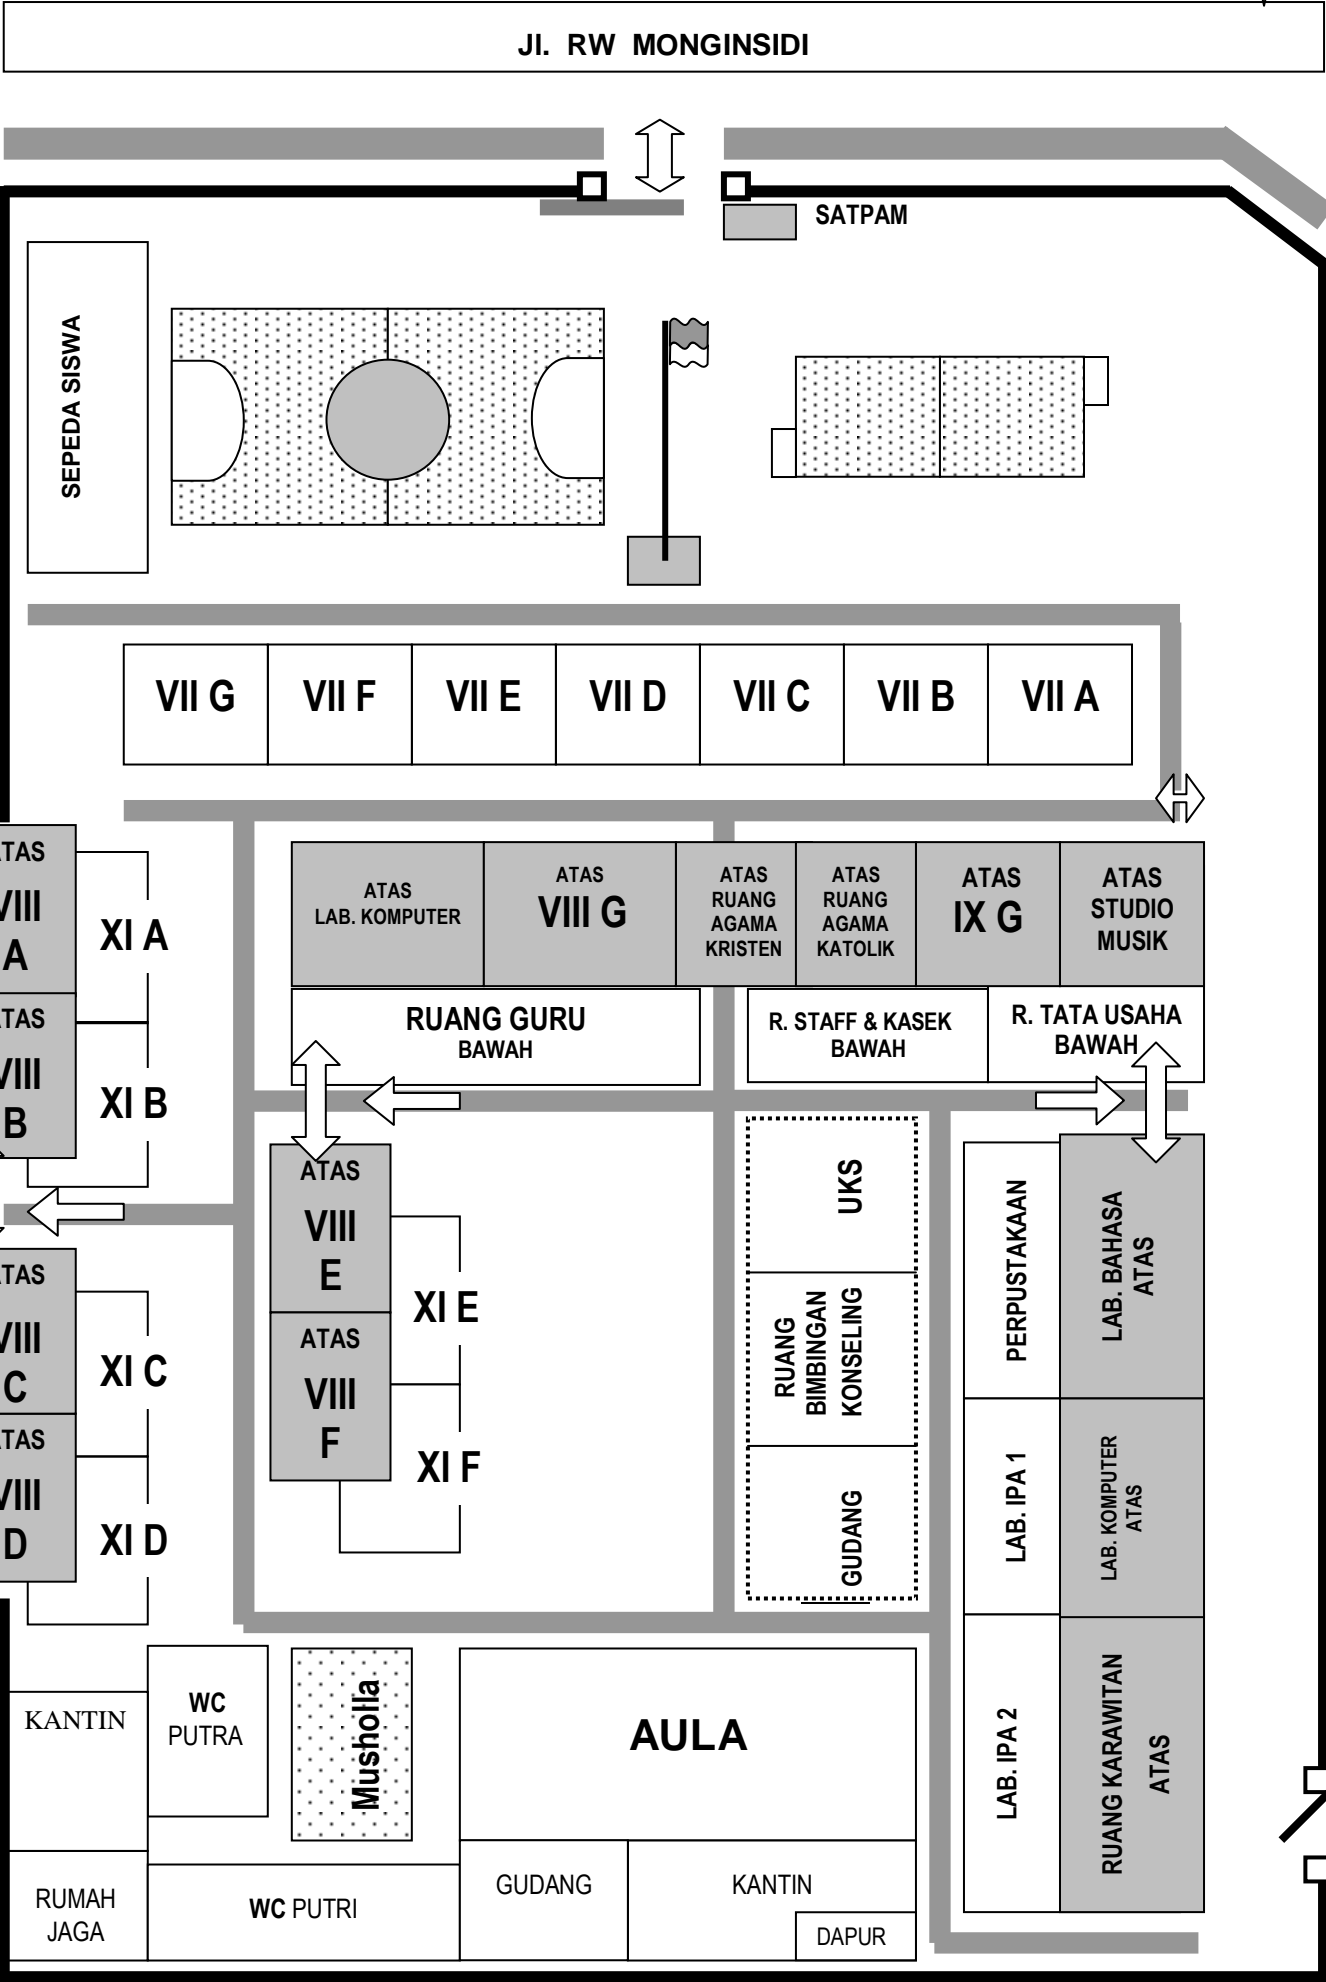 Jl. RW MONGINSIDI
SATPAM
SEPEDA SISWA
VII G
VII F
VII E
VII D
VII C
VII B
VII A
ATAS
LAB. KOMPUTER
ATAS
VIII G
ATAS
RUANG
AGAMA
KRISTEN
ATAS
RUANG
AGAMA
KATOLIK
ATAS
IX G
ATAS
STUDIO
MUSIK
RUANG GURU
BAWAH
R. STAFF & KASEK
BAWAH
R. TATA USAHA
BAWAH
ATAS
VIII
A
XI A
ATAS
VIII
B
XI B
ATAS
VIII
C
XI C
ATAS
VIII
D
XI D
ATAS
VIII
E
XI E
ATAS
VIII
F
XI F
UKS
RUANG
BIMBINGAN
KONSELING
GUDANG
PERPUSTAKAAN
LAB. BAHASA
ATAS
LAB. IPA 1
LAB. KOMPUTER
ATAS
LAB. IPA 2
RUANG KARAWITAN
ATAS
KANTIN
WC
PUTRA
Musholla
AULA
RUMAH
JAGA
WC PUTRI
GUDANG
KANTIN
DAPUR